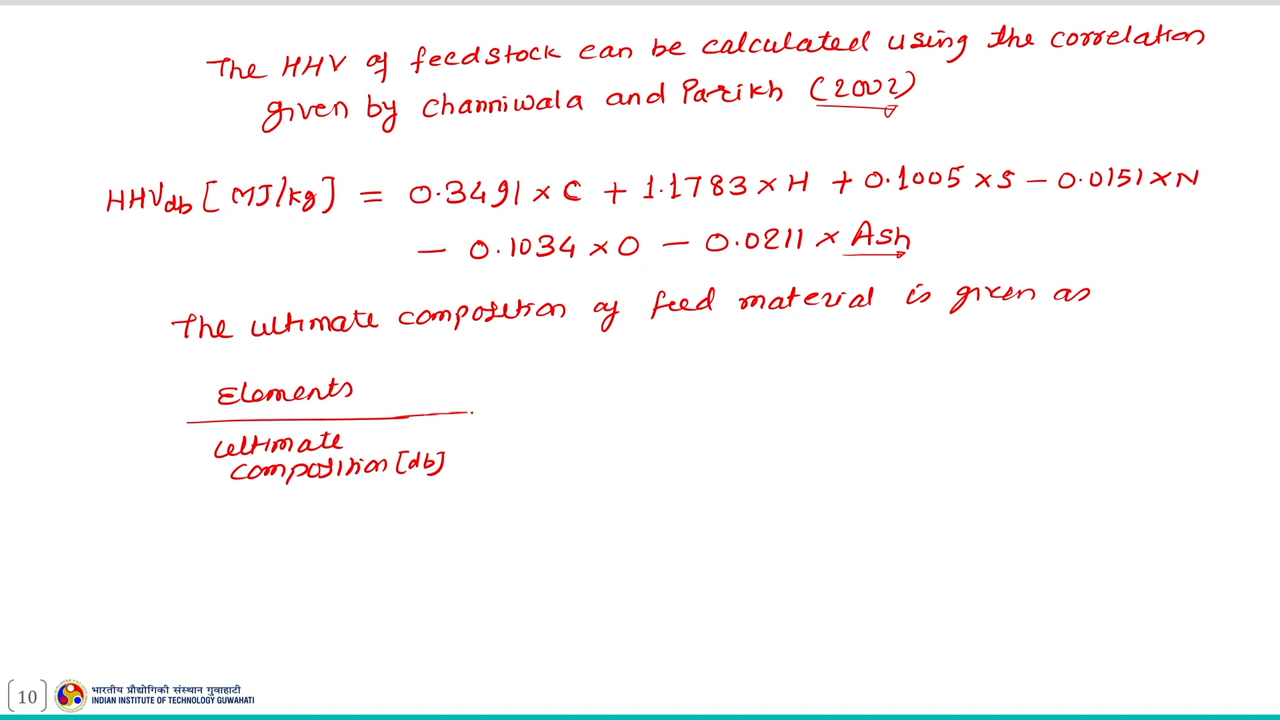 The HHV of feedstock can be calculated using the correlation
given by Channiwala and Parikh (2002)
HHVdb [MJ/kg] = 0.3491 × C + 1.1783 × H + 0.1005 × S - 0.0151 × N
- 0.1034 × O - 0.0211 × Ash
The ultimate composition of feed material is given as
Elements
ultimate
composition [db]
10
भारतीय प्रौद्योगिकी संस्थान गुवाहाटी
INDIAN INSTITUTE OF TECHNOLOGY GUWAHATI